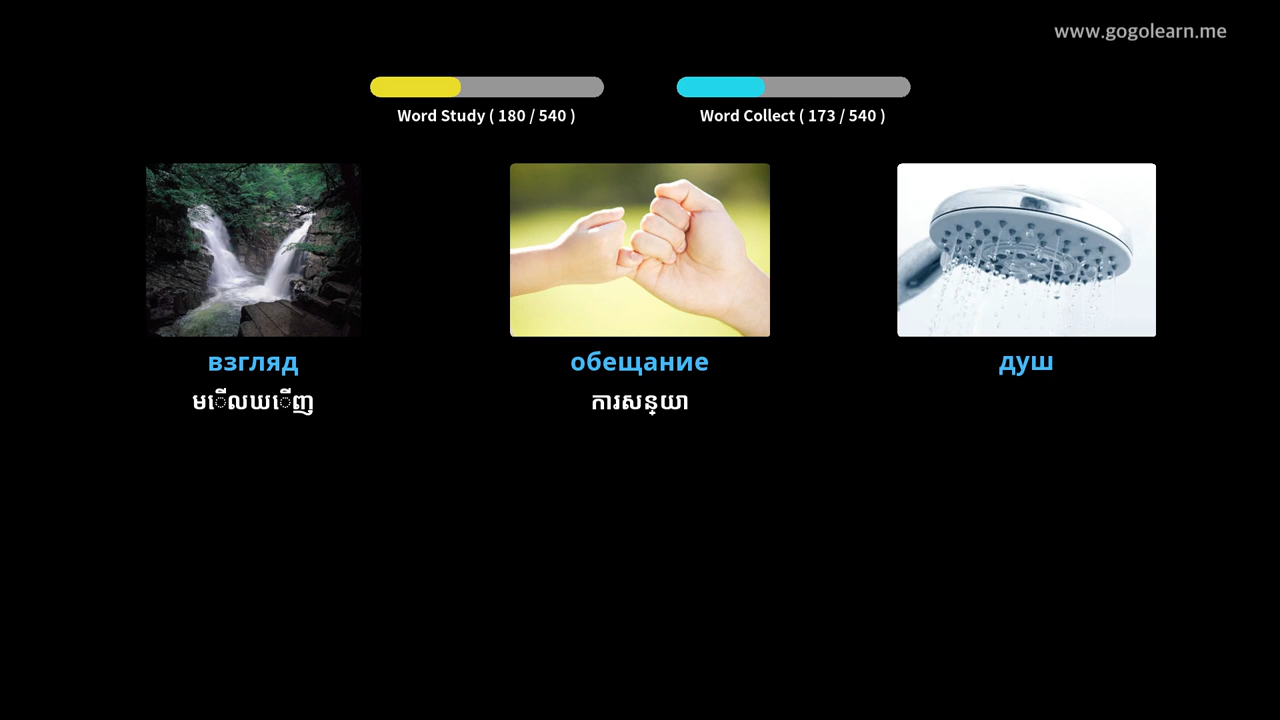 www.gogolearn.me
Word Study ( 180 / 540 )
Word Collect ( 173 / 540 )
взгляд
обещание
душ
មើលឃើញ
ការសន្យា